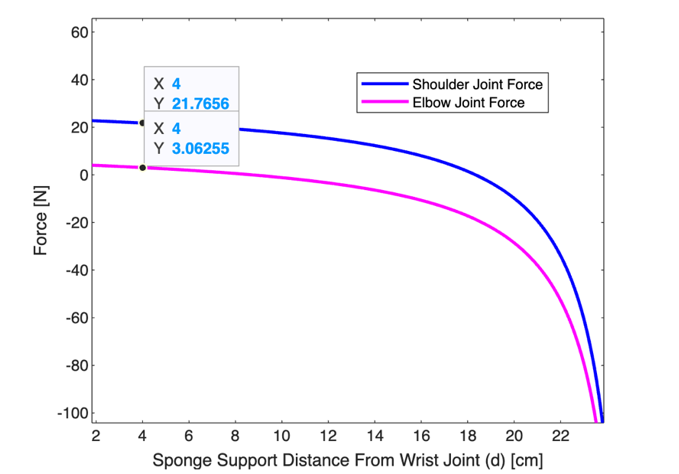 60
40
20
0
-20
-40
-60
-80
-100
Force [N]
X 4
Y 21.7656
X 4
Y 3.06255
Shoulder Joint Force
Elbow Joint Force
2 4 6 8 10 12 14 16 18 20 22
Sponge Support Distance From Wrist Joint (d) [cm]